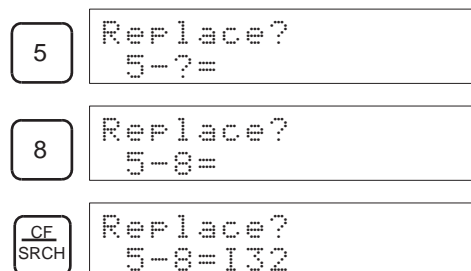 5
Replace?
5-?=
8
Replace?
5-8=
CF
SRCH
Replace?
5-8=I32